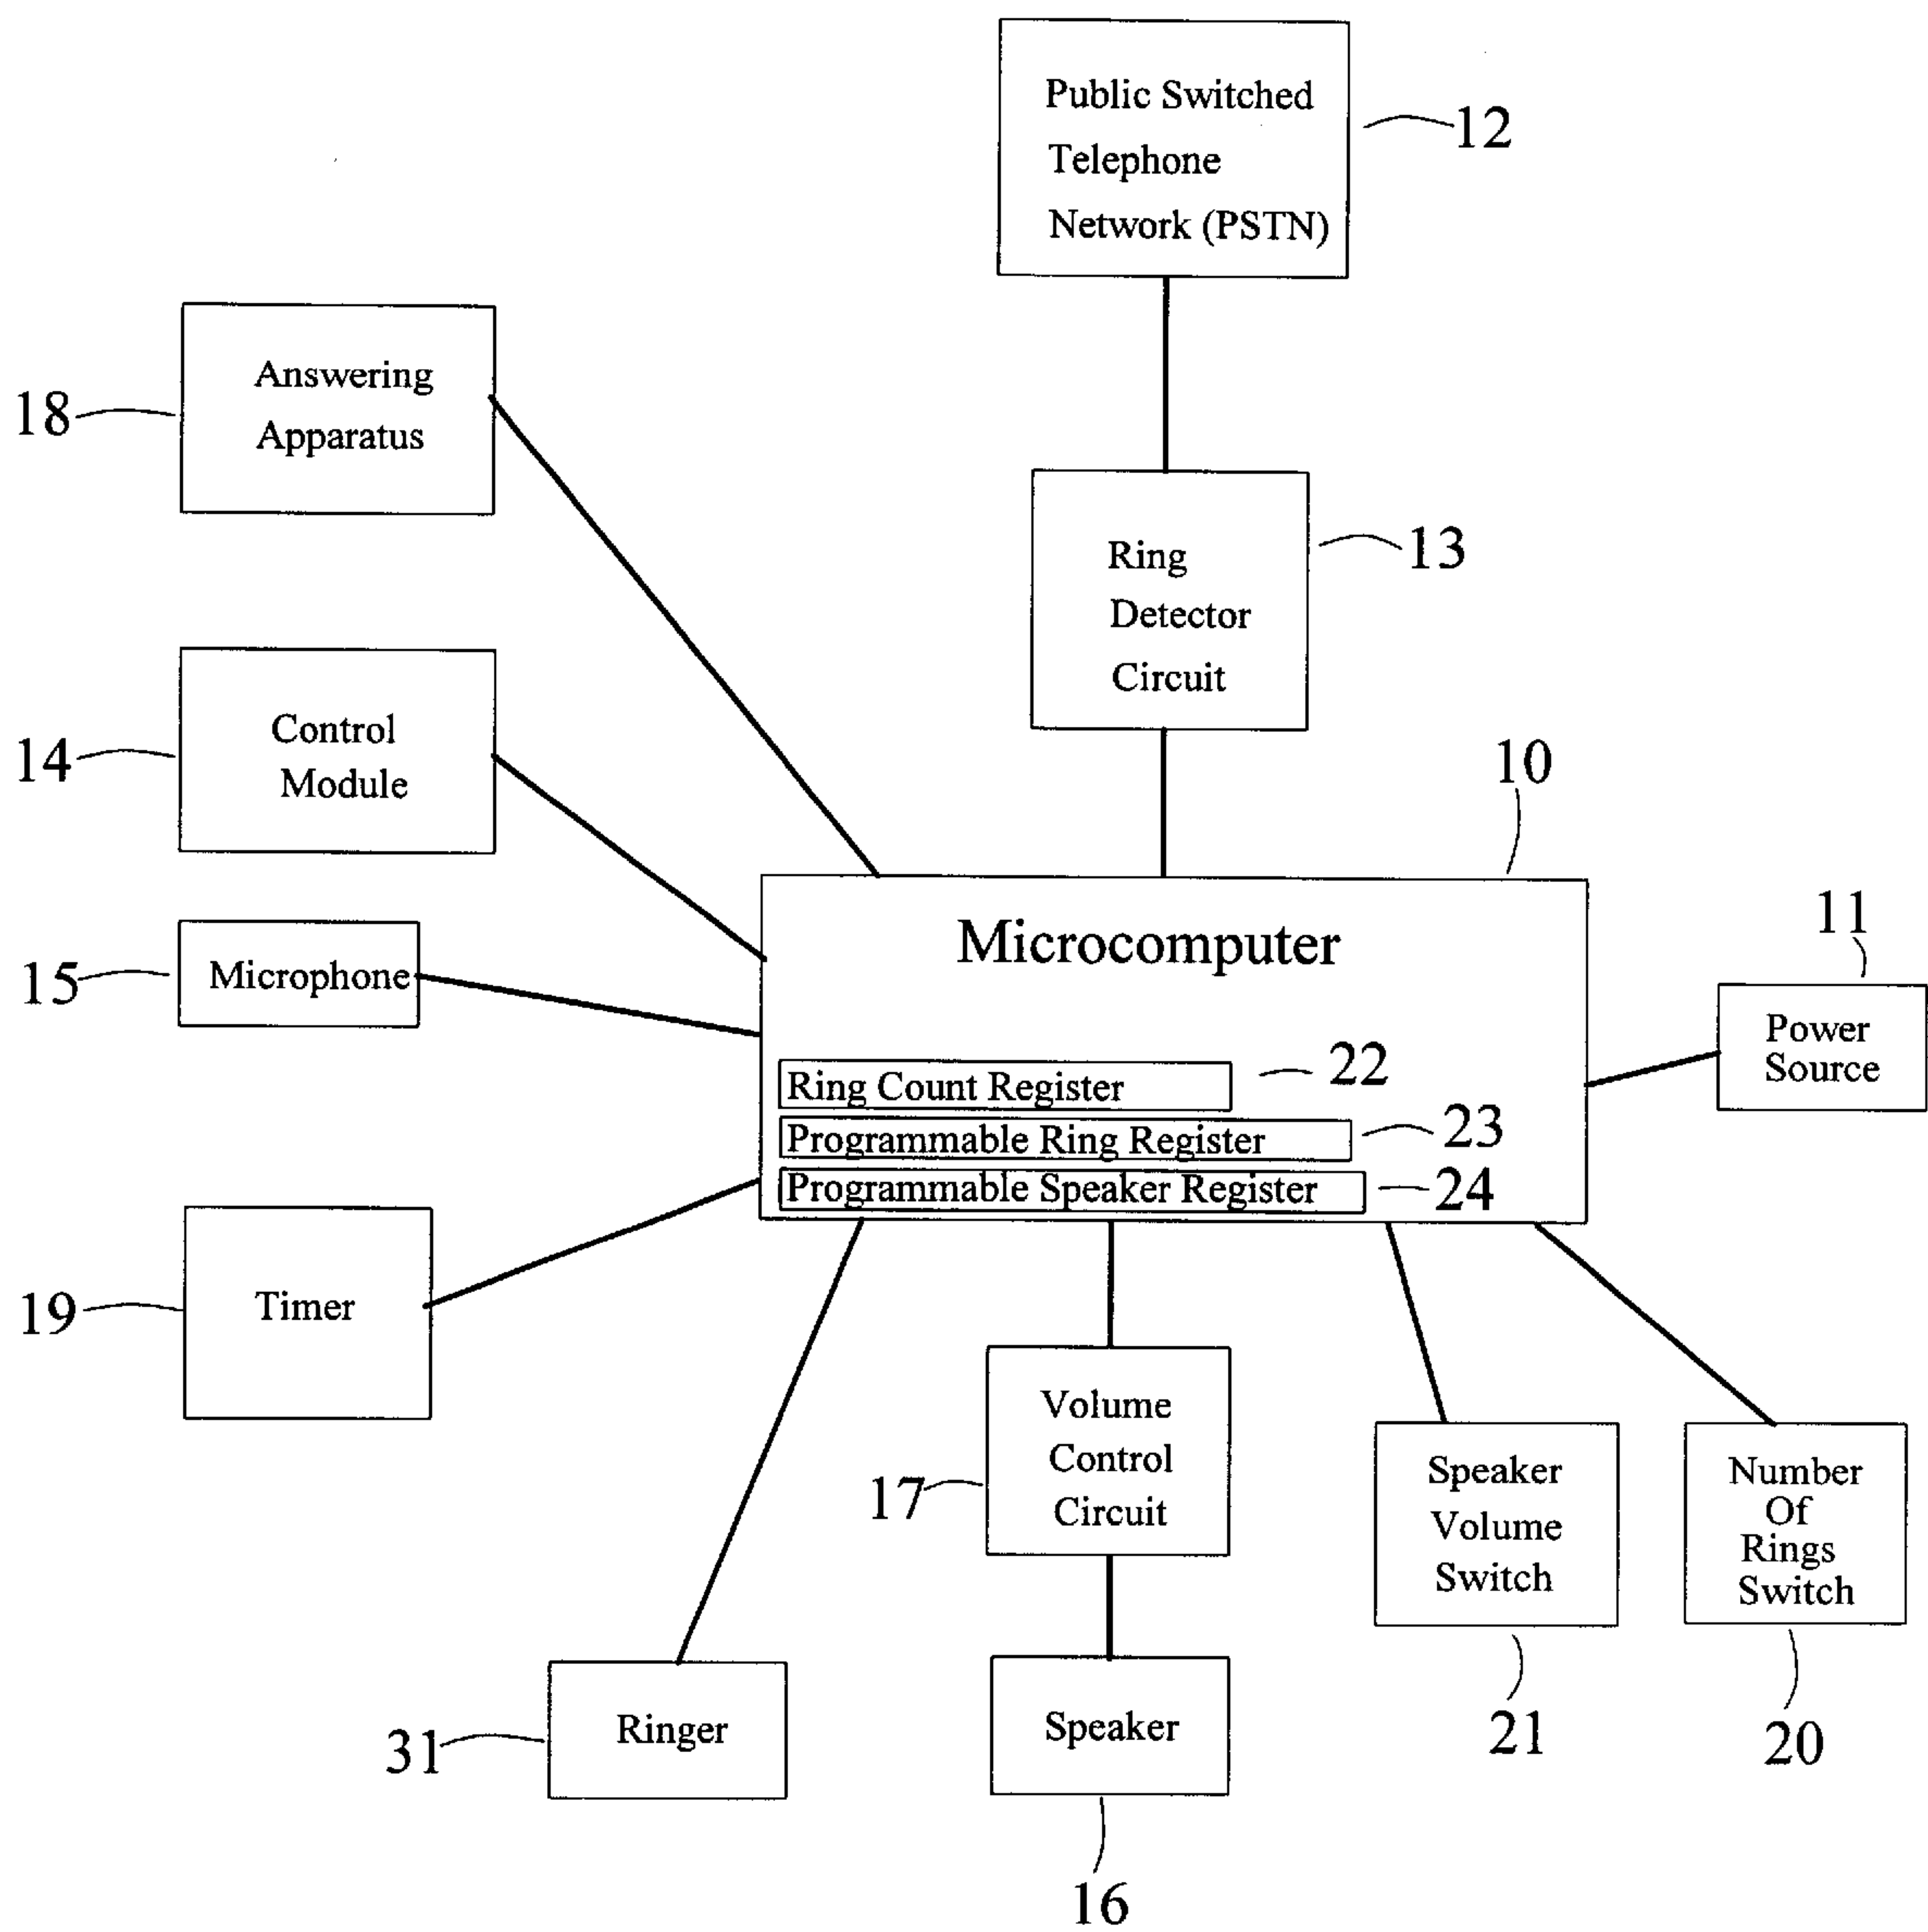 Public Switched
Telephone
Network (PSTN)
12
Answering
Apparatus
18
Ring
Detector
Circuit
13
Control
Module
14
10
Microcomputer
11
Power
Source
Microphone
15
Ring Count Register
22
Programmable Ring Register
23
Programmable Speaker Register
24
Timer
19
Volume
Control
Circuit
17
Speaker
Volume
Switch
21
Number
Of
Rings
Switch
20
Ringer
31
Speaker
16